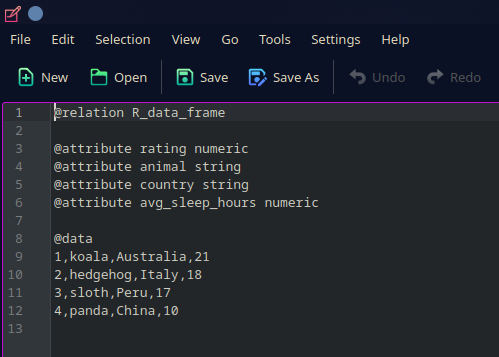 File Edit Selection View Go Tools Settings Help
New Open Save Save As Undo Redo
1 @relation R_data_frame
2
3 @attribute rating numeric
4 @attribute animal string
5 @attribute country string
6 @attribute avg_sleep_hours numeric
7
8 @data
9 1,koala,Australia,21
10 2,hedgehog,Italy,18
11 3,sloth,Peru,17
12 4,panda,China,10
13